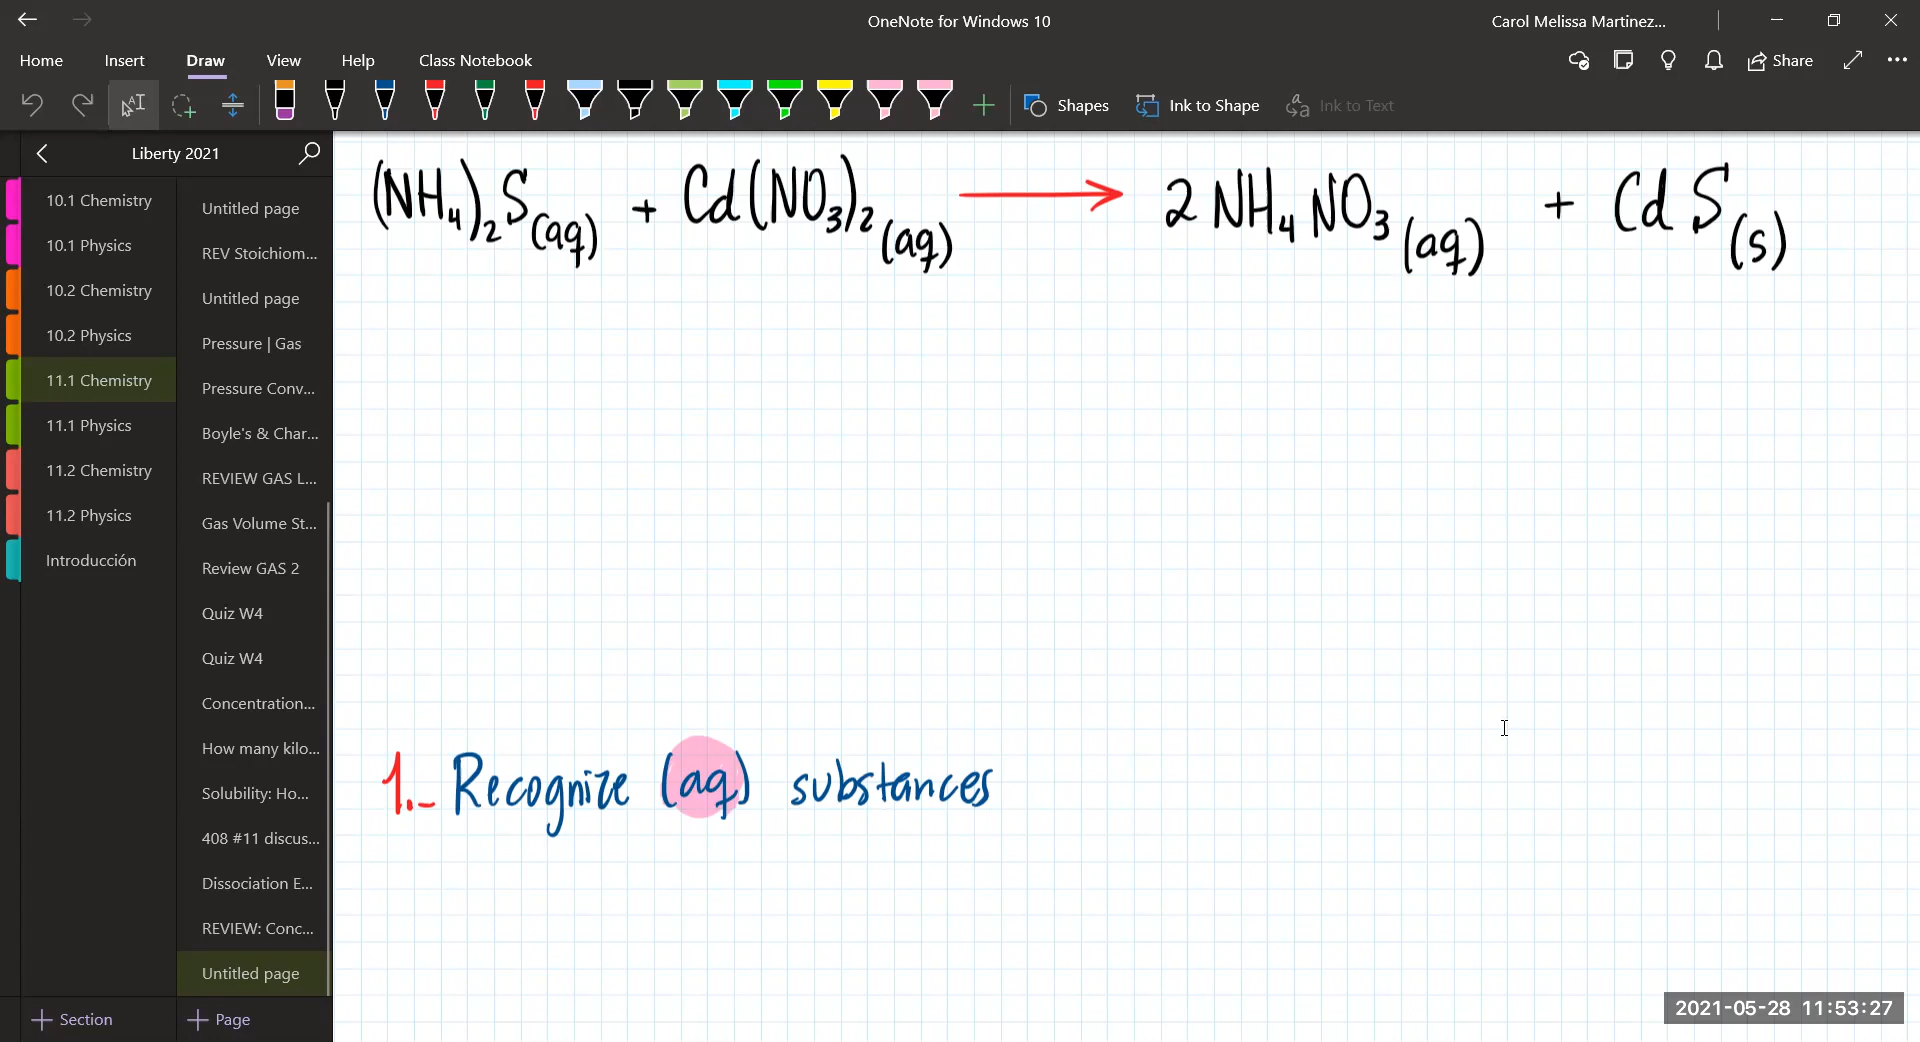 OneNote for Windows 10
Carol Melissa Martinez...
Home Insert Draw View Help Class Notebook
Share
Shapes Ink to Shape Ink to Text
Liberty 2021
10.1 Chemistry
10.1 Physics
10.2 Chemistry
10.2 Physics
11.1 Chemistry
11.1 Physics
11.2 Chemistry
11.2 Physics
Introducción
Section
Untitled page
REV Stoichiom...
Untitled page
Pressure | Gas
Pressure Conv...
Boyle's & Char...
REVIEW GAS L...
Gas Volume St...
Review GAS 2
Quiz W4
Quiz W4
Concentration...
How many kilo...
Solubility: Ho...
408 #11 discus...
Dissociation E...
REVIEW: Conc...
Untitled page
Page
(NH₄)₂S(aq) + Cd(NO₃)₂(aq) → 2 NH₄NO₃(aq) + CdS(s)
1.- Recognize (aq) substances
2021-05-28 11:53:27